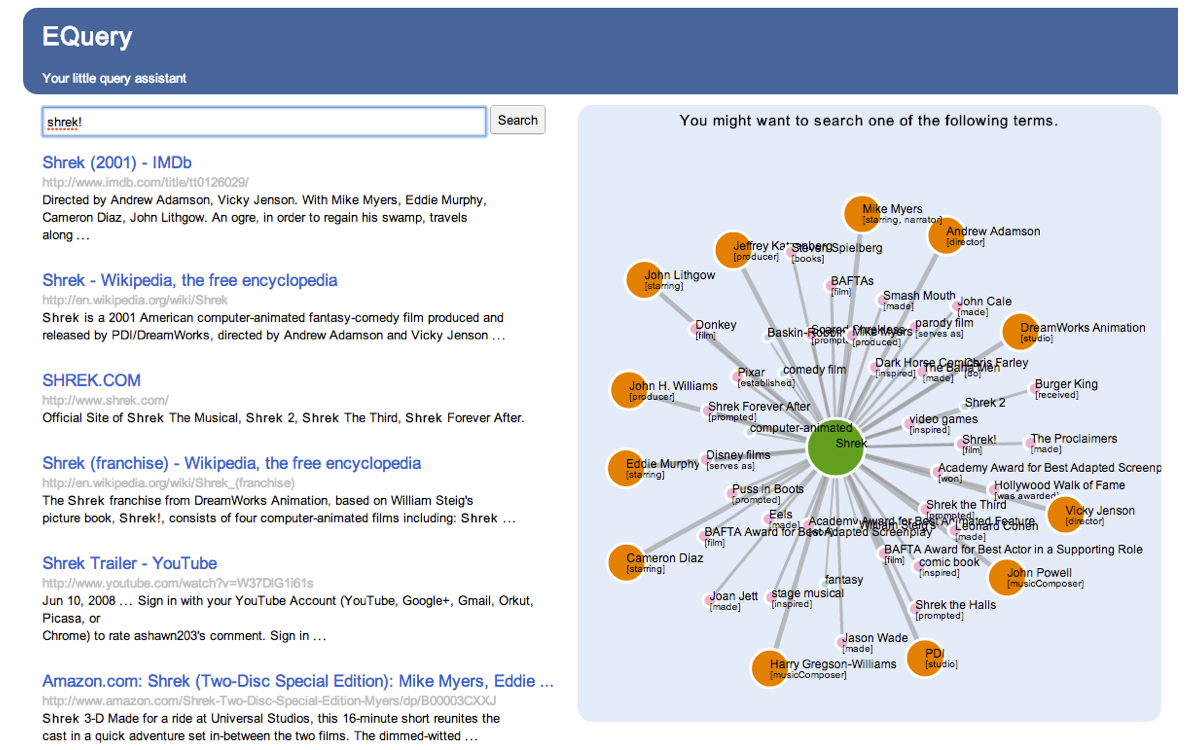 EQuery
Your little query assistant
shrek!
Search
Shrek (2001) - IMDb
http://www.imdb.com/title/tt0126029/
Directed by Andrew Adamson, Vicky Jenson. With Mike Myers, Eddie Murphy,
Cameron Diaz, John Lithgow. An ogre, in order to regain his swamp, travels
along ...
Shrek - Wikipedia, the free encyclopedia
http://en.wikipedia.org/wiki/Shrek
Shrek is a 2001 American computer-animated fantasy-comedy film produced and
released by PDI/DreamWorks, directed by Andrew Adamson and Vicky Jenson ...
SHREK.COM
http://www.shrek.com/
Official Site of Shrek The Musical, Shrek 2, Shrek The Third, Shrek Forever After.
Shrek (franchise) - Wikipedia, the free encyclopedia
http://en.wikipedia.org/wiki/Shrek_(franchise)
The Shrek franchise from DreamWorks Animation, based on William Steig's
picture book, Shrek!, consists of four computer-animated films including: Shrek ...
Shrek Trailer - YouTube
http://www.youtube.com/watch?v=W37DlG1i61s
Jun 10, 2008 ... Sign in with your YouTube Account (YouTube, Google+, Gmail, Orkut,
Picasa, or
Chrome) to rate ashawn203's comment. Sign in ...
Amazon.com: Shrek (Two-Disc Special Edition): Mike Myers, Eddie ...
http://www.amazon.com/Shrek-Two-Disc-Special-Edition-Myers/dp/B00003CXXJ
Shrek 3-D Made for a ride at Universal Studios, this 16-minute short reunites the
cast in a quick adventure set in-between the two films. The dimmed-witted ...
You might want to search one of the following terms.
Mike Myers
[starring, narrator]
Andrew Adamson
[director]
Jeffrey
[producer]
Steven Spielberg
[books]
John Lithgow
[starring]
BAFTAs
[film]
Smash Mouth
[made]
John Cale
[made]
Donkey
[film]
Mike Myers
[produced]
parody film
[serves as]
DreamWorks Animation
[studio]
Pixar
[established]
comedy film
Dark Horse Comics
[inspired]
[made]
Chris Farley
[do]
John H. Williams
[producer]
Burger King
[received]
Shrek Forever After
[prompted]
Shrek 2
video games
[inspired]
computer-animated
Shrek
Shrek!
[film]
The Proclaimers
[made]
Eddie Murphy
[starring]
Disney films
[serves as]
Academy Award for Best Adapted Screenp
[won]
Puss in Boots
[prompted]
Hollywood Walk of Fame
[was awarded]
Shrek the Third
[prompted]
Vicky Jenson
[director]
Eels
[made]
Academy Award for Best Animated Feature
[won]
William Steig's
Leonard Cohen
[made]
BAFTA Award for Best Adapted Screenplay
[film]
BAFTA Award for Best Actor in a Supporting Role
[film]
Cameron Diaz
[starring]
comic book
[inspired]
John Powell
[musicComposer]
fantasy
Joan Jett
[made]
stage musical
[inspired]
Shrek the Halls
[prompted]
Jason Wade
[made]
PDI
[studio]
Harry Gregson-Williams
[musicComposer]